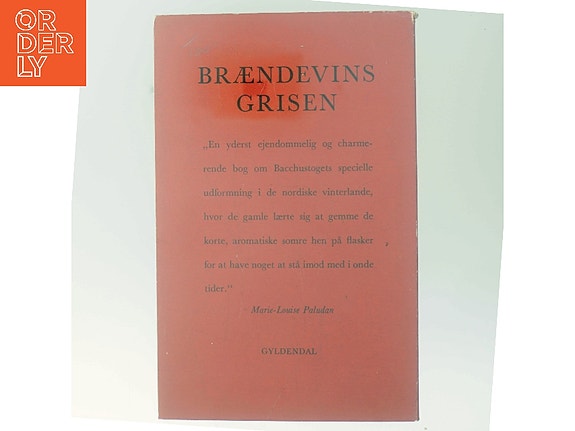 OR
DER
LY
BRÆNDEVINS
GRISEN
„En yderst ejendommelig og charme-
rende bog om Bacchustogets specielle
udformning i de nordiske vinterlande,
hvor de gamle lærte sig at gemme de
korte, aromatiske somre hen på flasker
for at have noget at stå imod med i onde
tider.“
Marie-Louise Paludan
GYLDENDAL